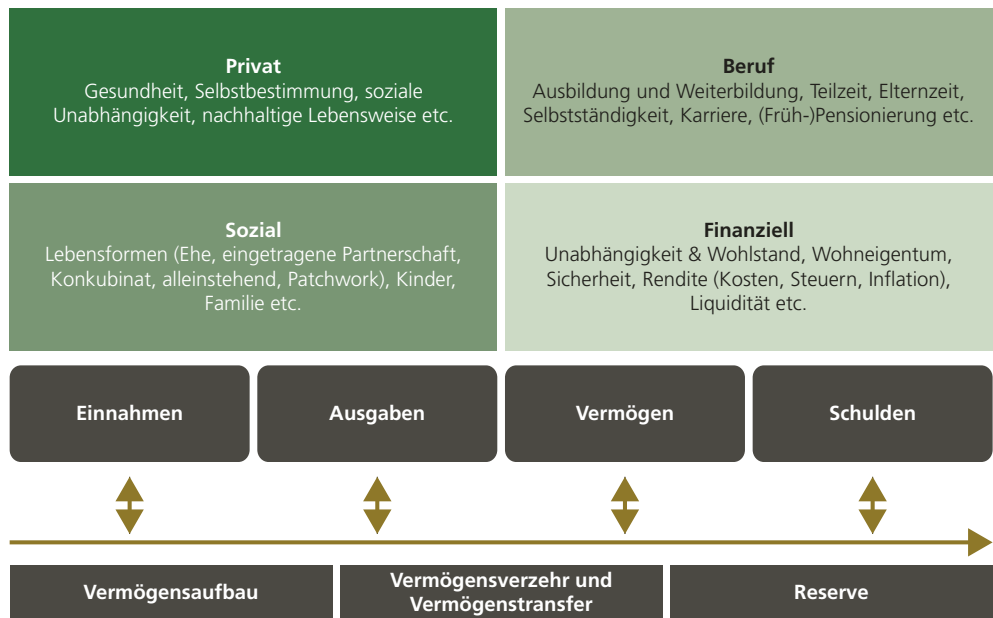 Privat
Gesundheit, Selbstbestimmung, soziale
Unabhängigkeit, nachhaltige Lebensweise etc.
Beruf
Ausbildung und Weiterbildung, Teilzeit, Elternzeit,
Selbstständigkeit, Karriere, (Früh-)Pensionierung etc.
Sozial
Lebensformen (Ehe, eingetragene Partnerschaft,
Konkubinat, alleinstehend, Patchwork), Kinder,
Familie etc.
Finanziell
Unabhängigkeit & Wohlstand, Wohneigentum,
Sicherheit, Rendite (Kosten, Steuern, Inflation),
Liquidität etc.
Einnahmen
Ausgaben
Vermögen
Schulden
Vermögensaufbau
Vermögensverzehr und
Vermögenstransfer
Reserve